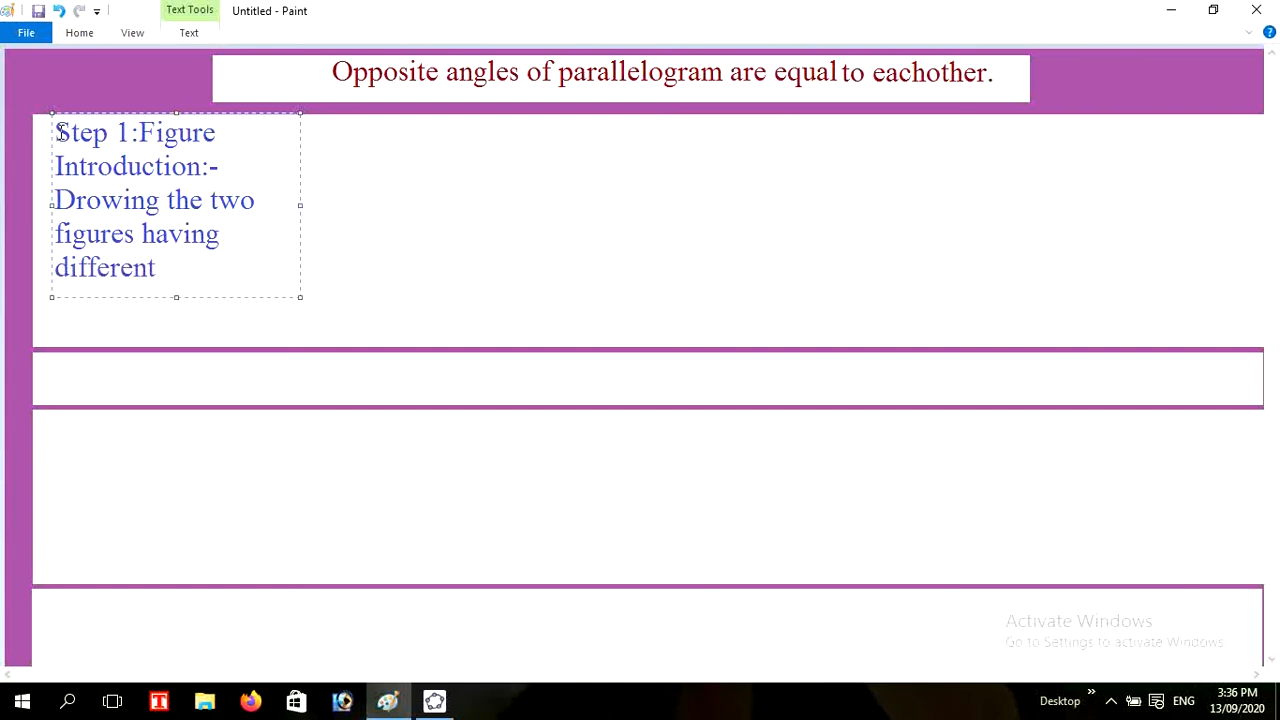 Text Tools
Untitled - Paint
File
Home
View
Text
Opposite angles of parallelogram are equal to eachother.
Step 1:Figure
Introduction:-
Drowing the two
figures having
different
Activate Windows
Go to Settings to activate Windows
Desktop
ENG
3:36 PM
13/09/2020